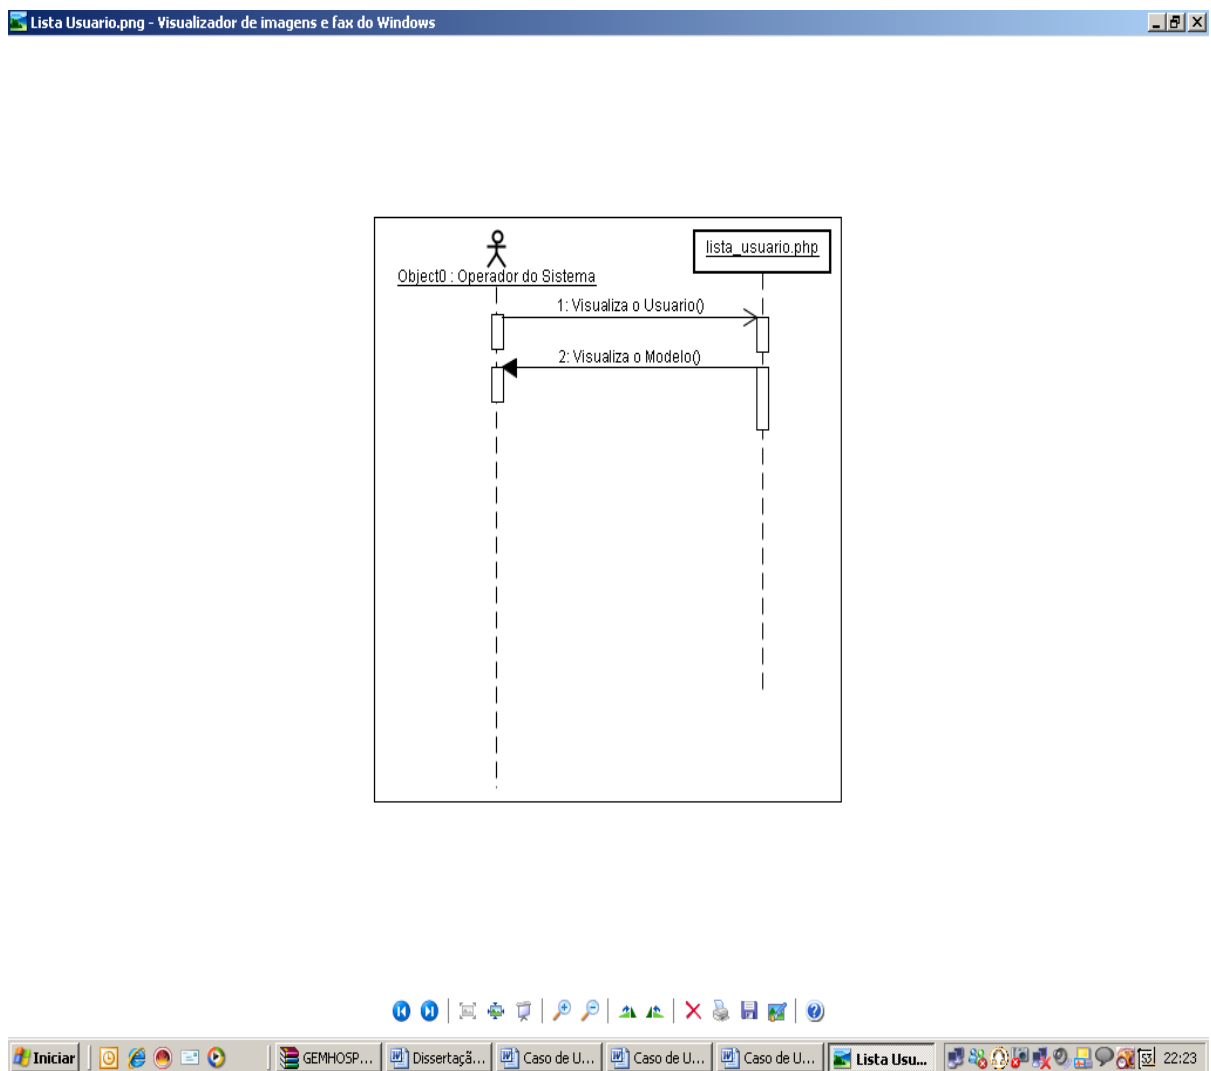 Lista Usuario.png - Visualizador de imagens e fax do Windows
lista_usuario.php
Object0 : Operador do Sistema
1: Visualiza o Usuario()
2: Visualiza o Modelo()
Iniciar
GEMHOSP...
Dissertaçã...
Caso de U...
Caso de U...
Caso de U...
Lista Usu...
22:23